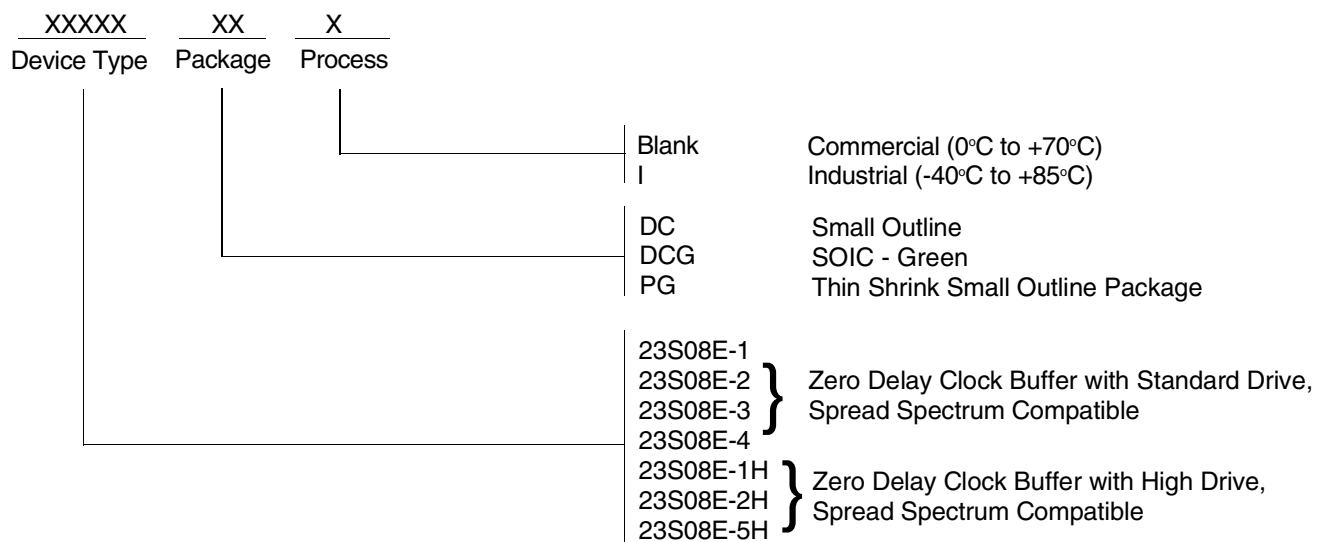 XXXXX XX X
Device Type Package Process
Blank Commercial (0°C to +70°C)
I Industrial (-40°C to +85°C)
DC Small Outline
DCG SOIC - Green
PG Thin Shrink Small Outline Package
23S08E-1
23S08E-2 } Zero Delay Clock Buffer with Standard Drive,
23S08E-3 Spread Spectrum Compatible
23S08E-4
23S08E-1H } Zero Delay Clock Buffer with High Drive,
23S08E-2H Spread Spectrum Compatible
23S08E-5H